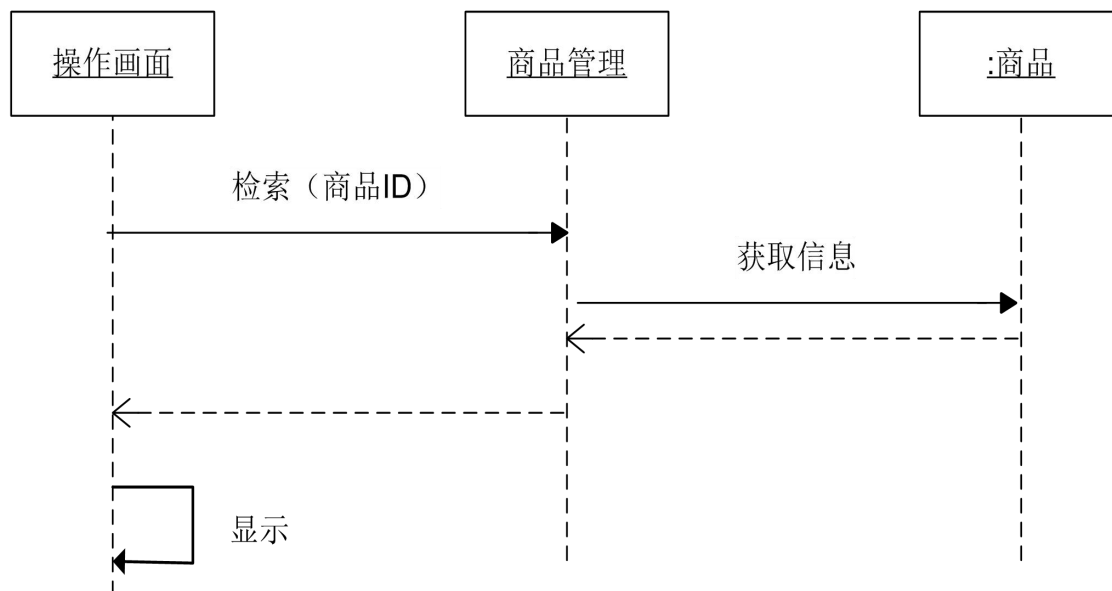 操作画面
商品管理
:商品
检索（商品ID）
获取信息
显示